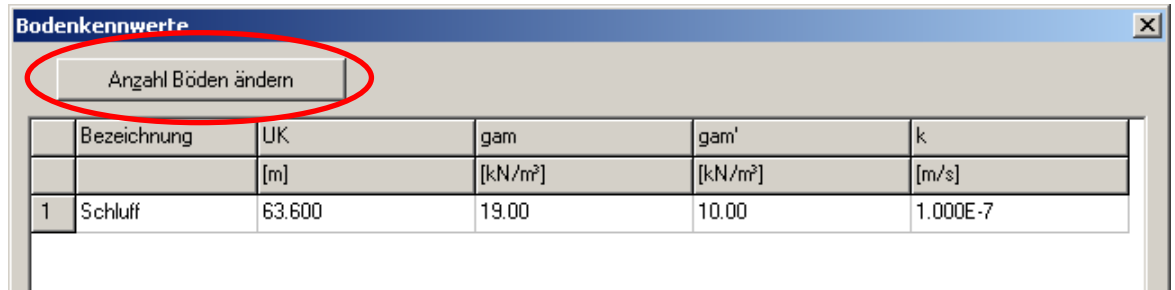 Bodenkennwerte
Anzahl Böden ändern
Bezeichnung UK gam gam' k
[m] [kN/m³] [kN/m³] [m/s]
1 Schluff 63.600 19.00 10.00 1.000E-7